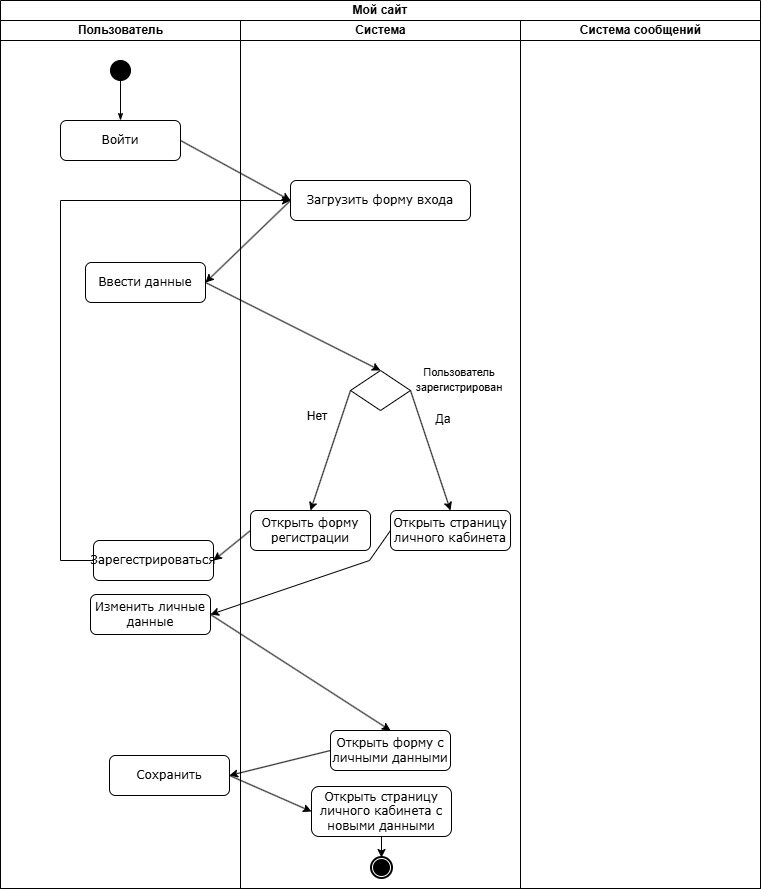 Мой сайт
Пользователь
Система
Система сообщений
Войти
Загрузить форму входа
Ввести данные
Пользователь
зарегистрирован
Нет
Да
Открыть форму
регистрации
Открыть страницу
личного кабинета
Зарегестрироваться
Изменить личные
данные
Открыть форму с
личными данными
Сохранить
Открыть страницу
личного кабинета с
новыми данными